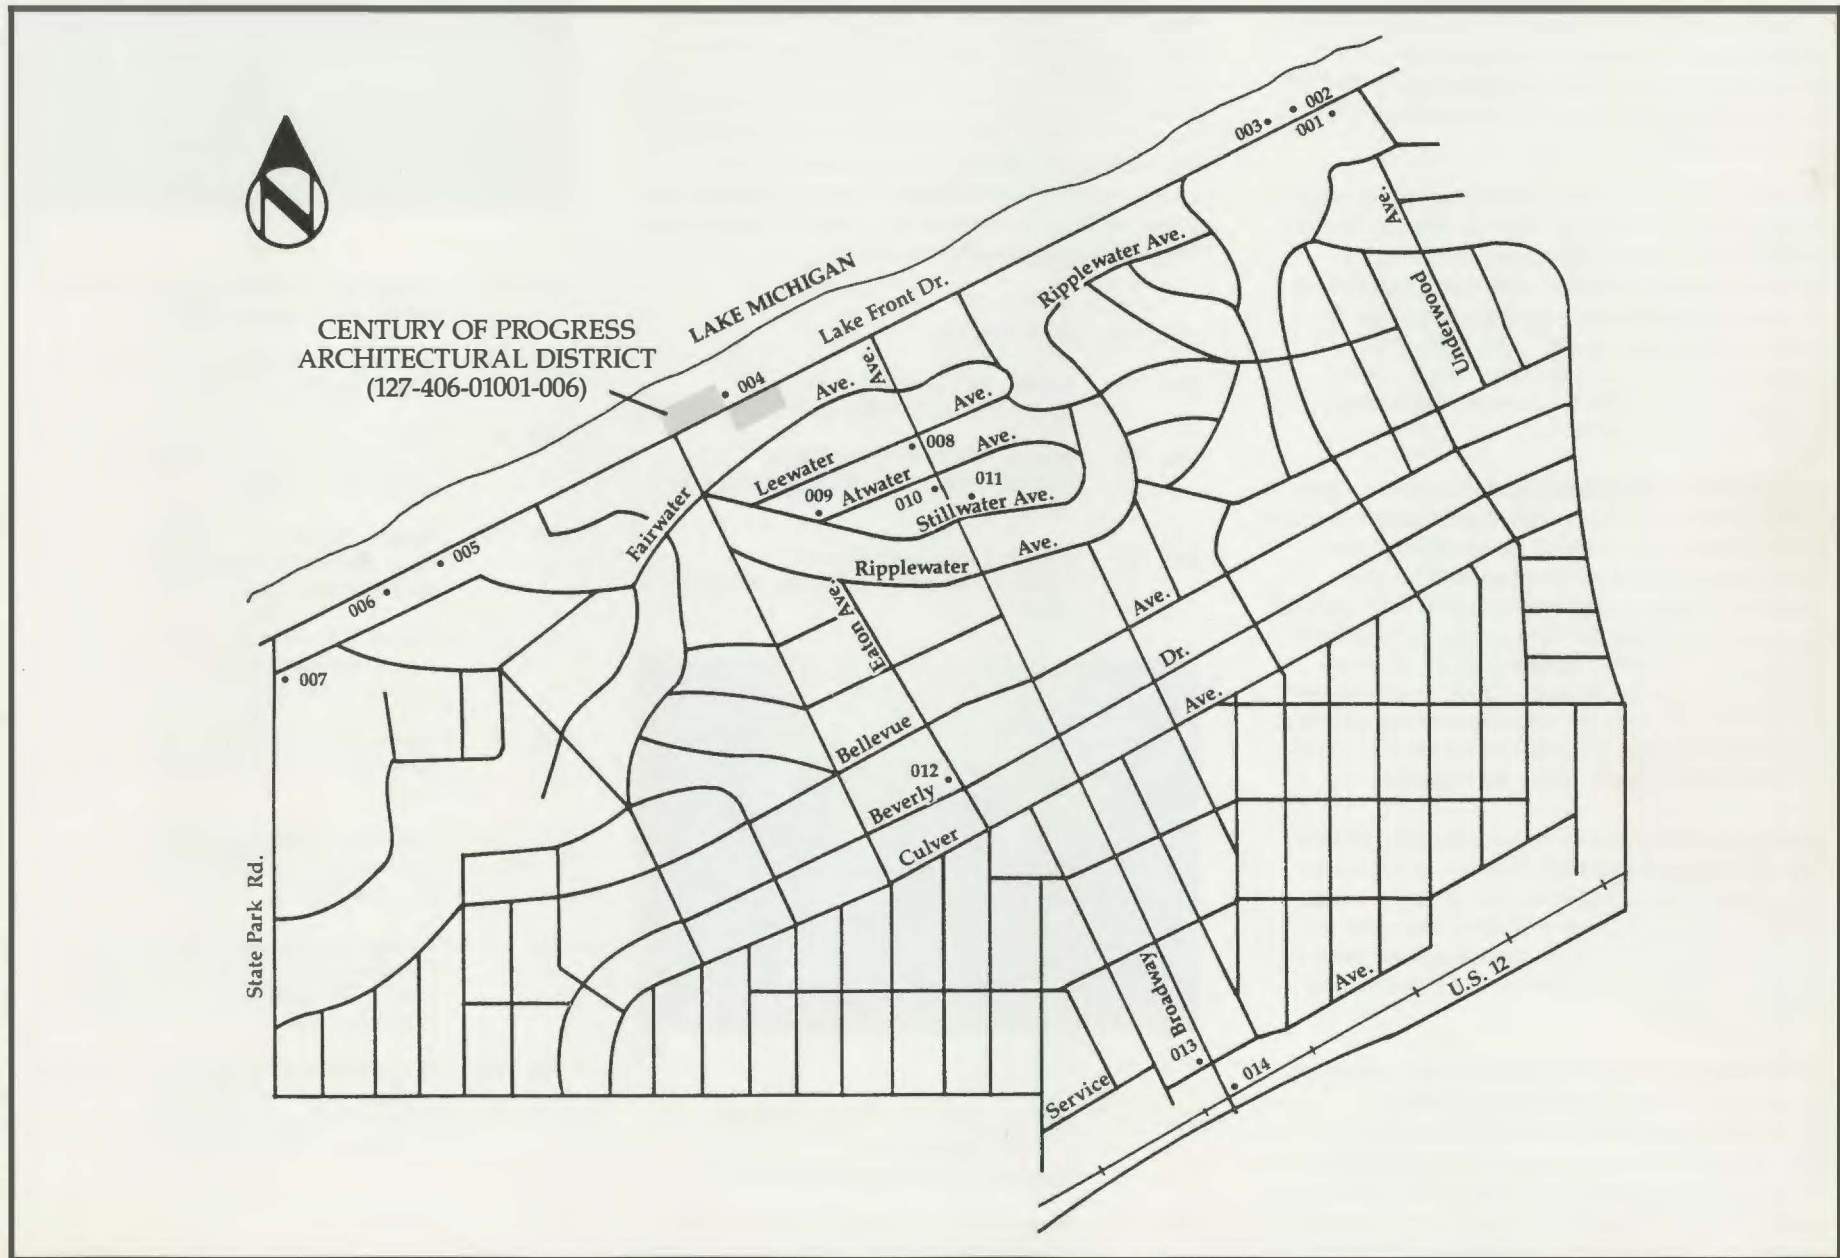 002
003
001
Ave.
Ripplewater Ave.
Underwood
LAKE MICHIGAN
Lake Front Dr.
N
CENTURY OF PROGRESS
ARCHITECTURAL DISTRICT
(127-406-01001-006)
004
Ave.
Ave.
Ave.
Leewater
008
Ave.
009
Atwater
010
011
Stillwater Ave.
Fairwater
005
Ripplewater
Ave.
006
Eaton Ave.
Ave.
007
Dr.
Ave.
Bellevue
012
Beverly
Culver
State Park Rd.
Broadway
Ave.
U.S. 12
013
014
Service